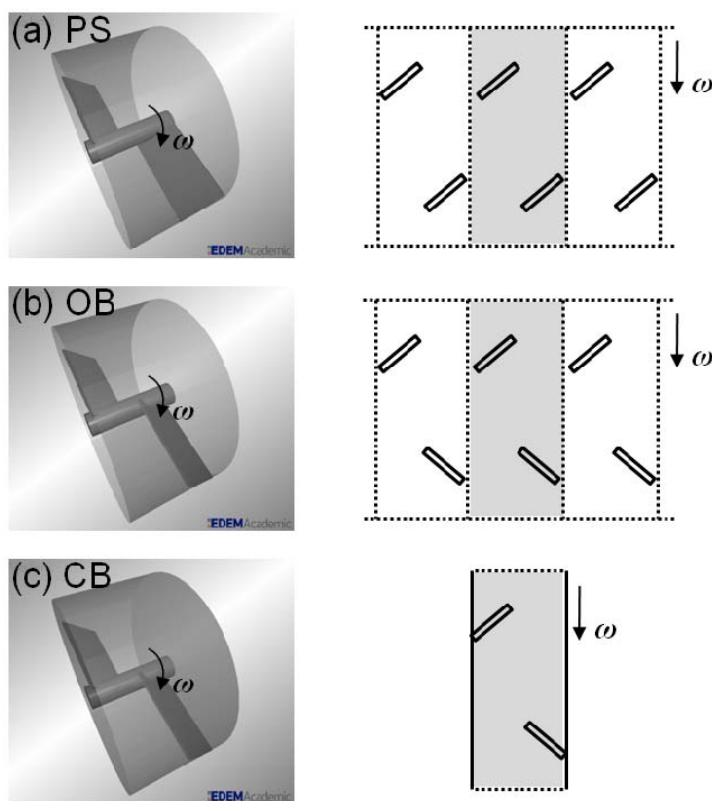 (a) PS
ω
EDEMAcademic
ω
(b) OB
ω
EDEMAcademic
ω
(c) CB
ω
EDEMAcademic
ω